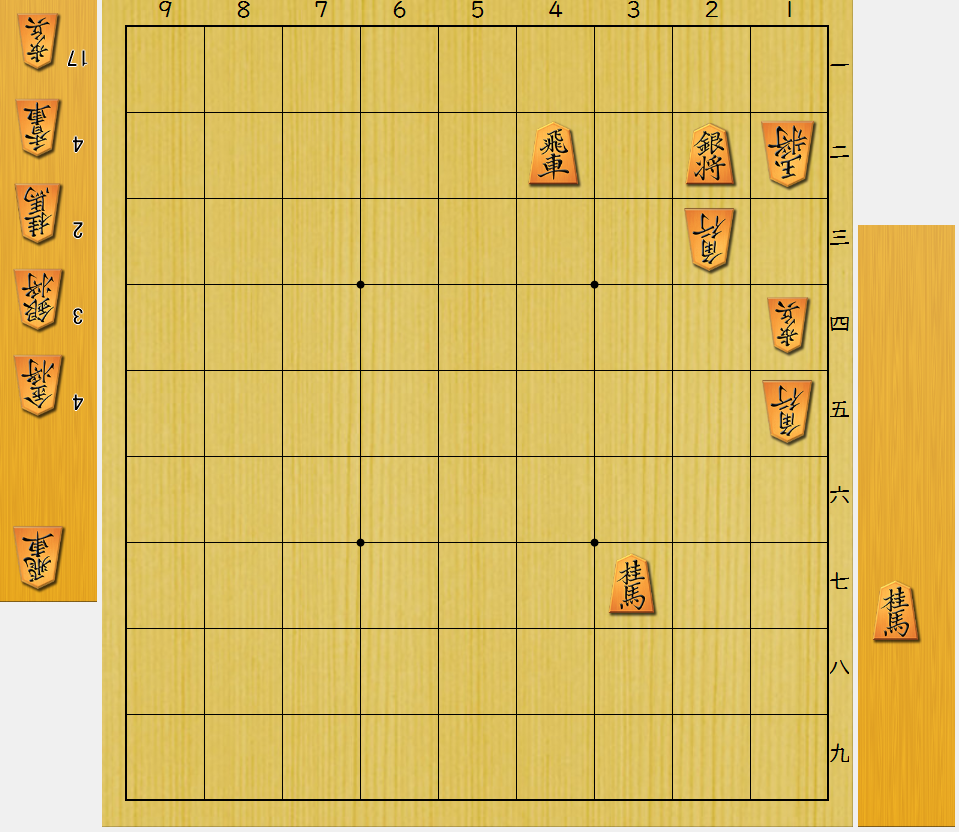 9 8 7 6 5 4 3 2 1
歩兵 17
一
香車 4
飛車 銀将 玉将 二
桂馬 2
角行 三
銀将 3
歩兵 四
金将 4
角行 五
六
飛車
桂馬 七
桂馬
八
九